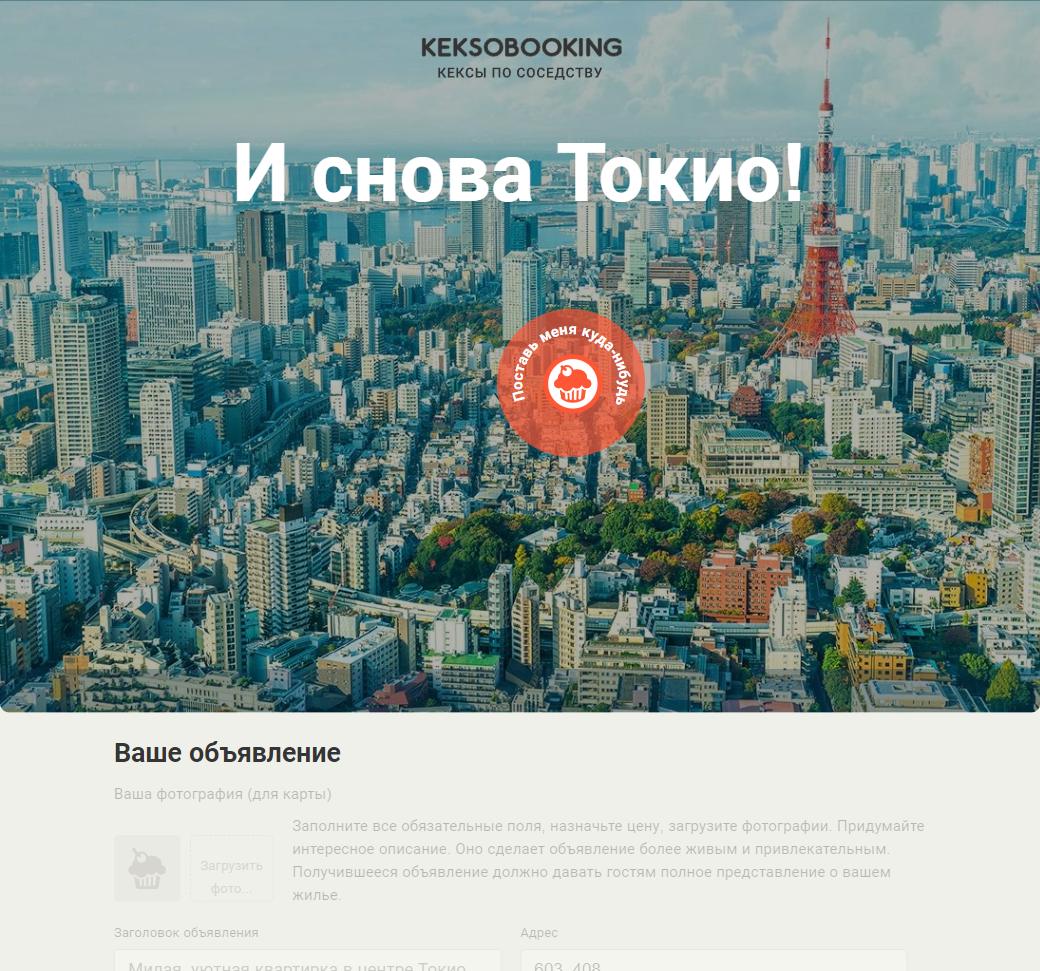 KEKSOBOOKING
КЕКСЫ ПО СОСЕДСТВУ
И снова Токио!
Поставь меня куда-нибудь
Ваше объявление
Ваша фотография (для карты)
Загрузить
фото...
Заполните все обязательные поля, назначьте цену, загрузите фотографии. Придумайте
интересное описание. Оно сделает объявление более живым и привлекательным.
Получившееся объявление должно давать гостям полное представление о вашем
жилье.
Заголовок объявления
Адрес
Милая, уютная квартирка в центре Токио
603, 408